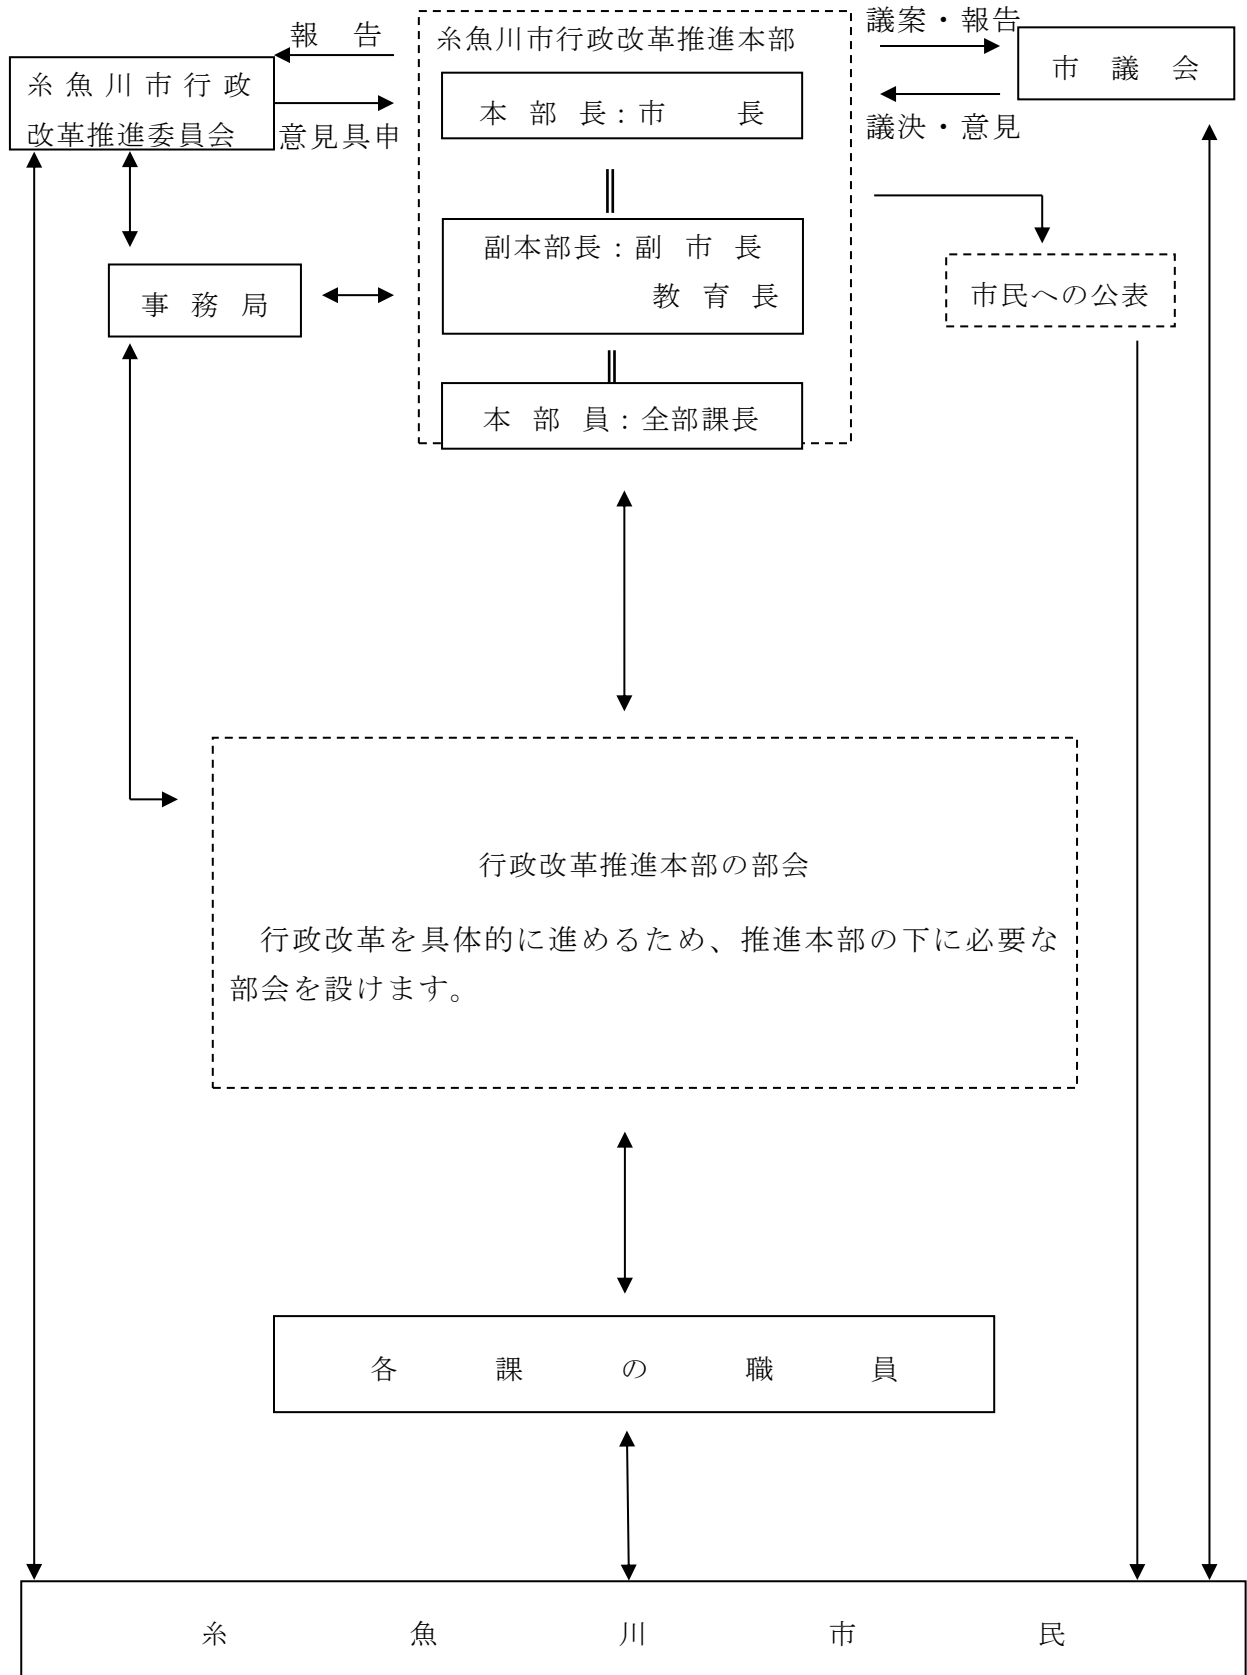 報　告
糸魚川市行政改革推進本部
議案・報告
糸魚川市行政
改革推進委員会
意見具申
本部長：市　長
市議会
議決・意見
副本部長：副市長
教育長
事務局
市民への公表
本部員：全部課長
行政改革推進本部の部会
行政改革を具体的に進めるため、推進本部の下に必要な
部会を設けます。
各課の職員
糸魚川市民